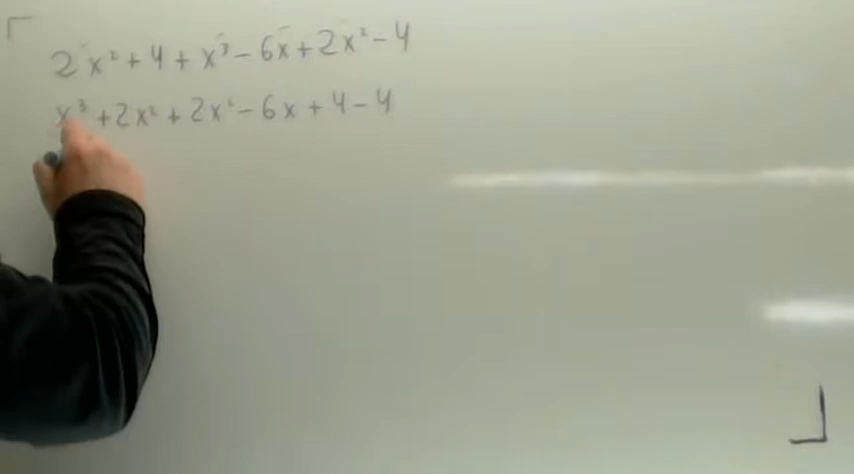 2x² + 4 + x³ - 6x + 2x² - 4
x³ + 2x² + 2x² - 6x + 4 - 4